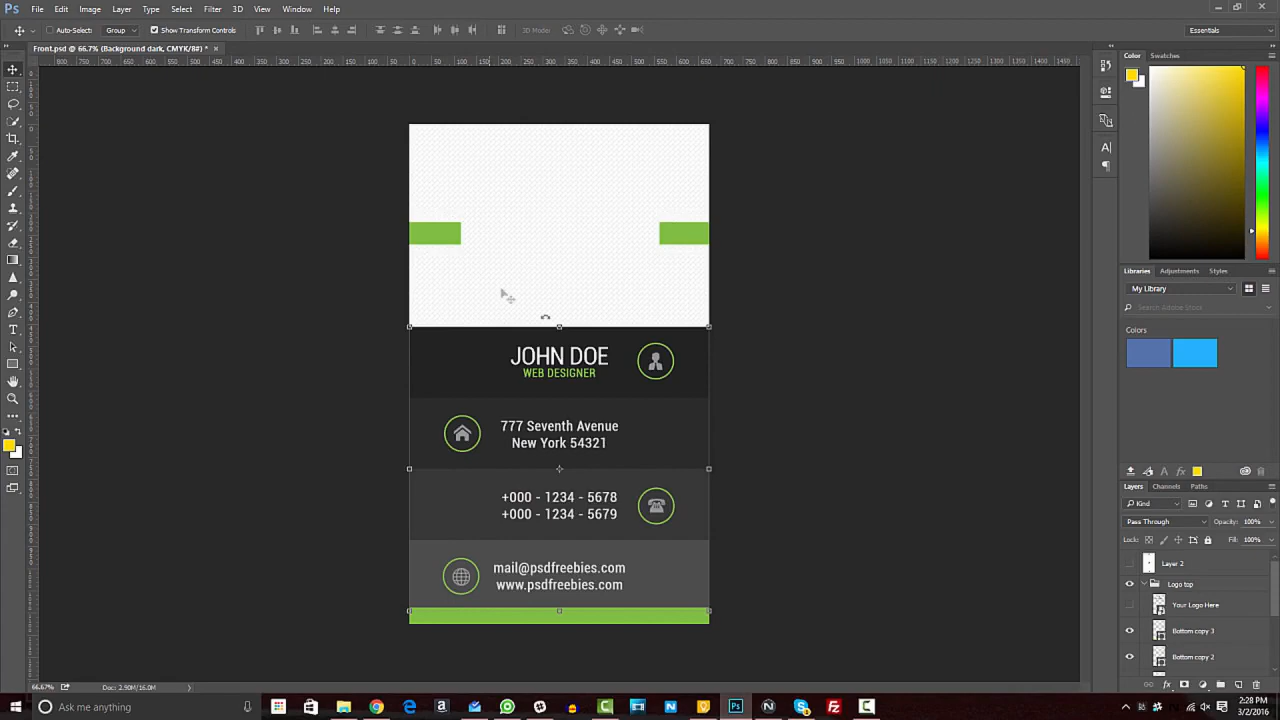 Ps File Edit Image Layer Type Select Filter 3D View Window Help
Auto-Select: Group Show Transform Controls 3D Mode: Essentials
Front.psd @ 66.7% (Background dark, CMYK/8#) * ×
Color Swatches
JOHN DOE
WEB DESIGNER
777 Seventh Avenue
New York 54321
+000 - 1234 - 5678
+000 - 1234 - 5679
mail@psdfreebies.com
www.psdfreebies.com
Libraries Adjustments Styles
My Library
Search Adobe Stock
Colors
Layers Channels Paths
Kind
Pass Through Opacity: 100%
Lock: Fill: 100%
Layer 2
Logo top
Your Logo Here
Bottom copy 3
Bottom copy 2
66.67% Doc: 2.90M/16.0M
Ask me anything
2:28 PM
3/2/2016